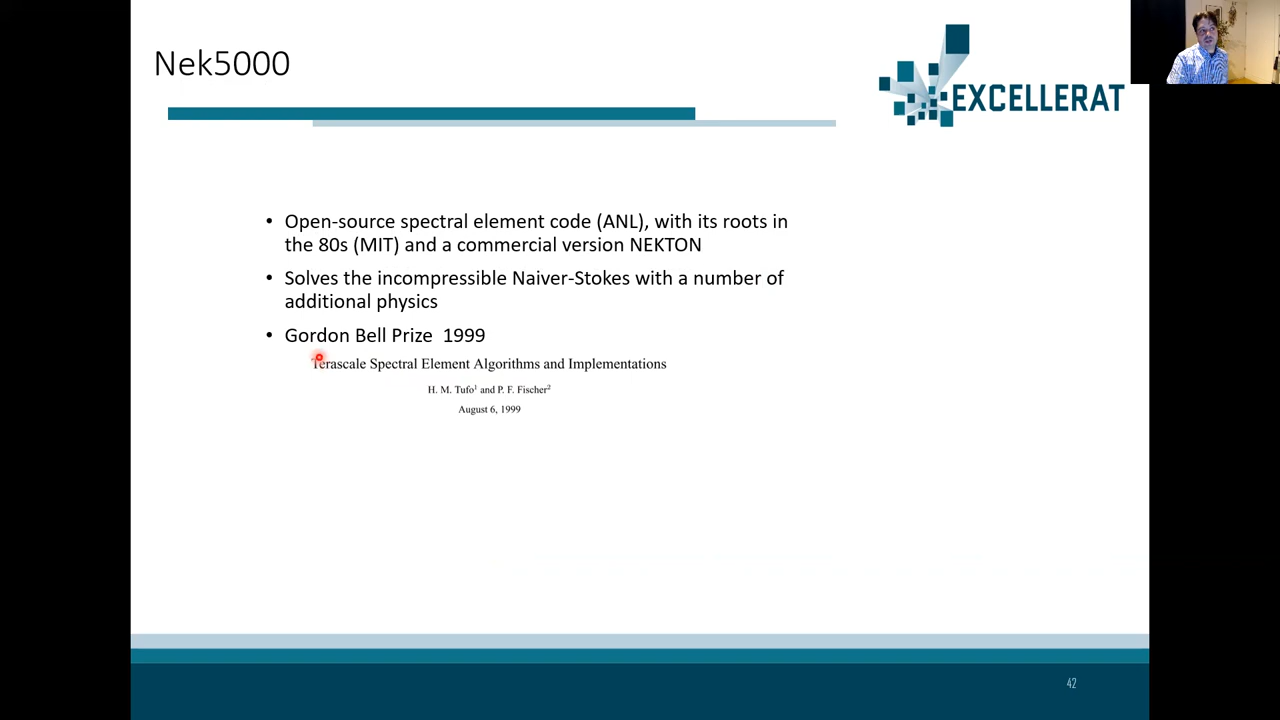 Nek5000
EXCELLERAT
• Open-source spectral element code (ANL), with its roots in
the 80s (MIT) and a commercial version NEKTON
• Solves the incompressible Naiver-Stokes with a number of
additional physics
• Gordon Bell Prize 1999
Terascale Spectral Element Algorithms and Implementations
H. M. Tufo¹ and P. F. Fischer²
August 6, 1999
42